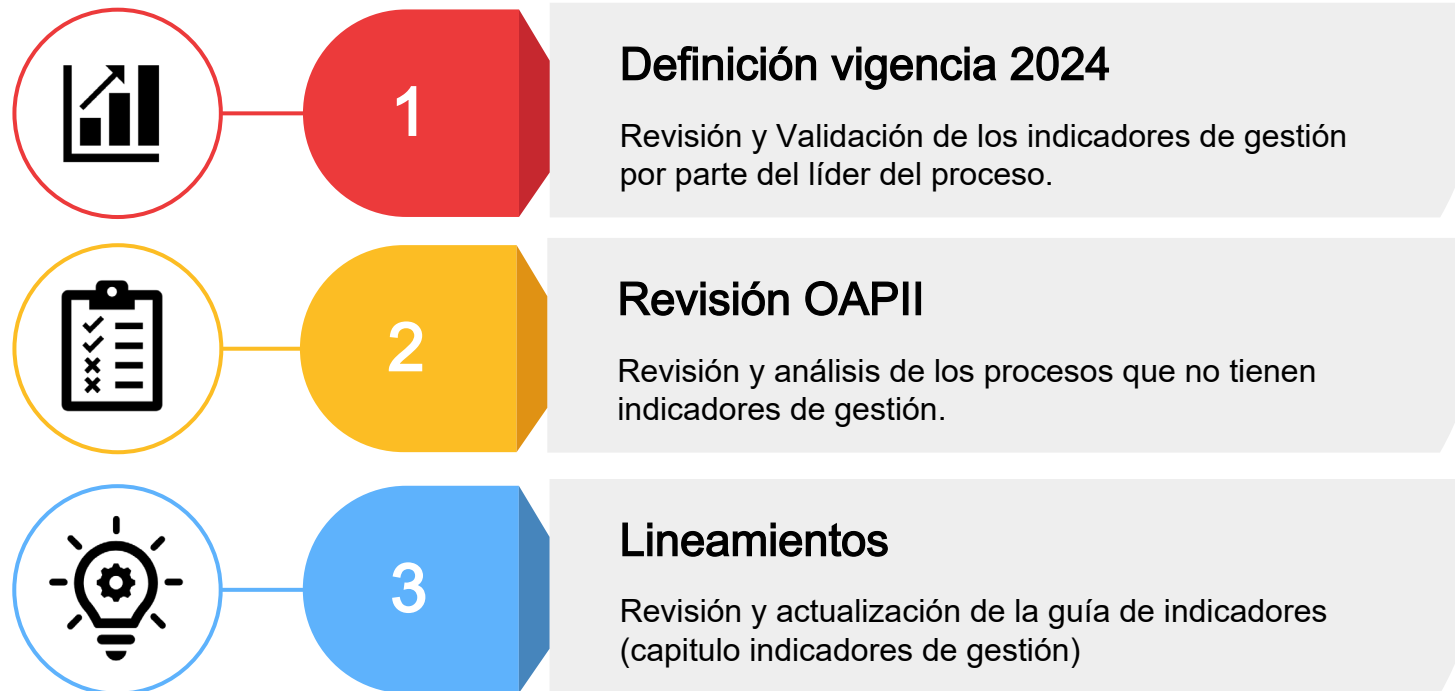 1
Definición vigencia 2024
Revisión y Validación de los indicadores de gestión
por parte del líder del proceso.
2
Revisión OAPII
Revisión y análisis de los procesos que no tienen
indicadores de gestión.
3
Lineamientos
Revisión y actualización de la guía de indicadores
(capitulo indicadores de gestión)